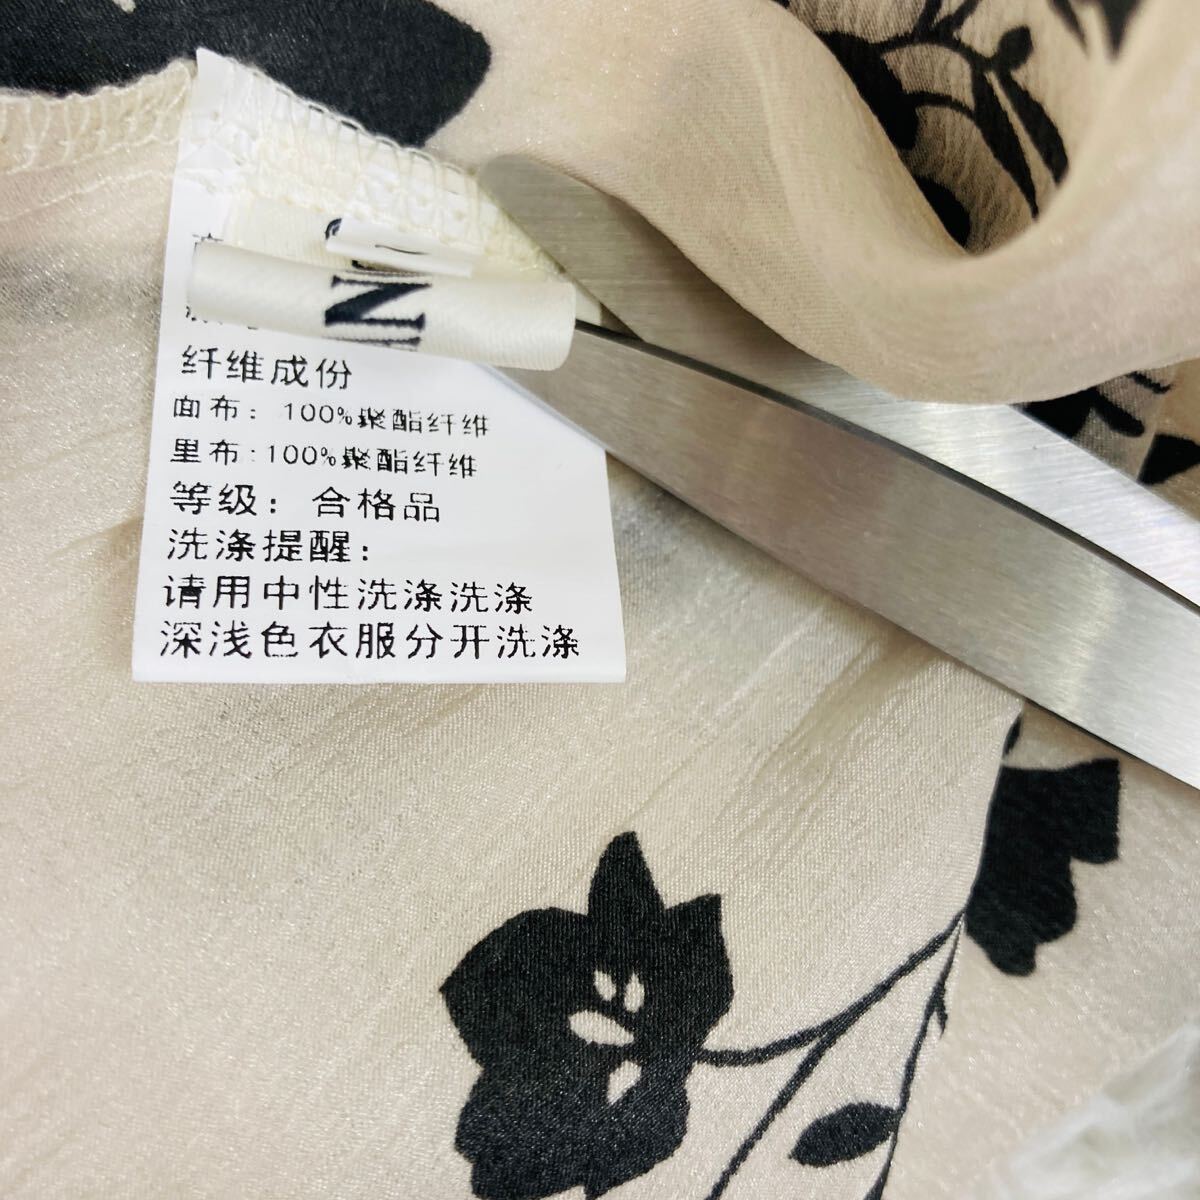 纤维成份
面布：100%聚酯纤维
里布：100%聚酯纤维
等级：合格品
洗涤提醒：
请用中性洗涤洗涤
深浅色衣服分开洗涤